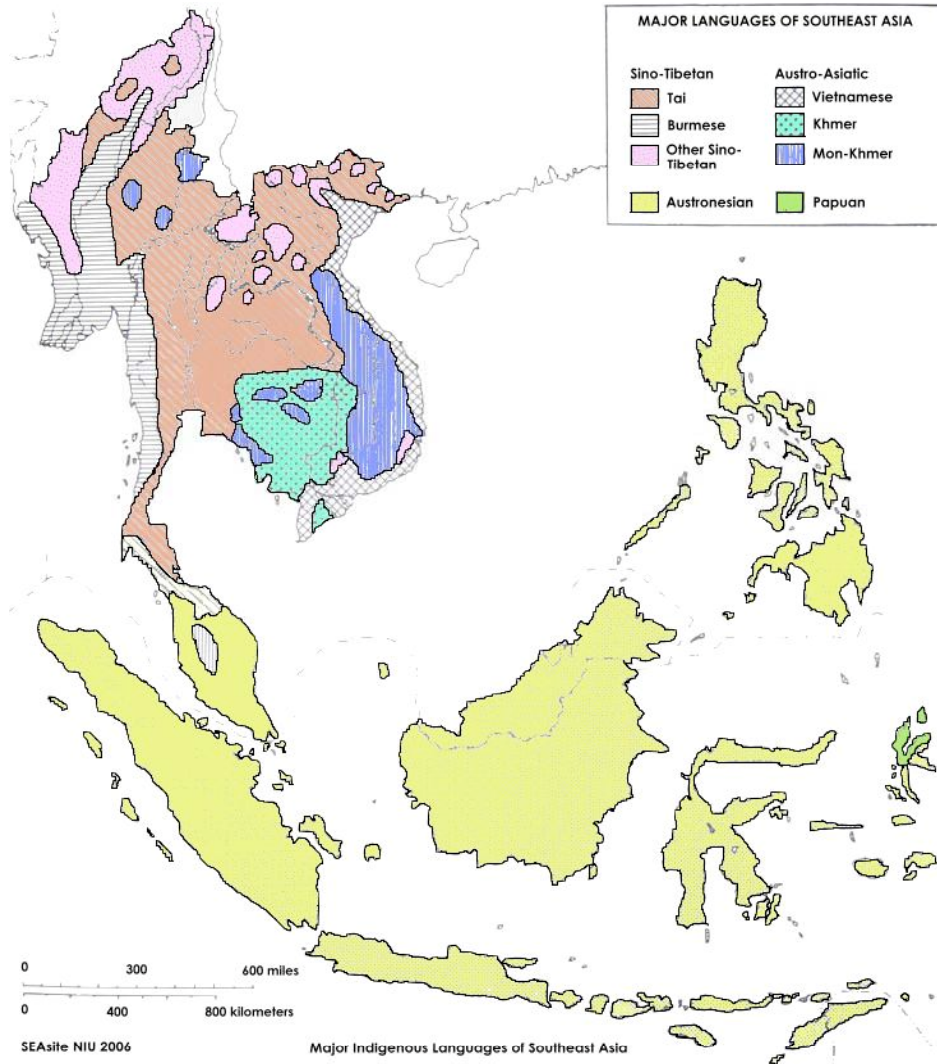 MAJOR LANGUAGES OF SOUTHEAST ASIA
Sino-Tibetan
Tai
Burmese
Other Sino-
Tibetan
Austronesian
Austro-Asiatic
Vietnamese
Khmer
Mon-Khmer
Papuan
0 300 600 miles
0 400 800 kilometers
SEAsite NIU 2006
Major Indigenous Languages of Southeast Asia